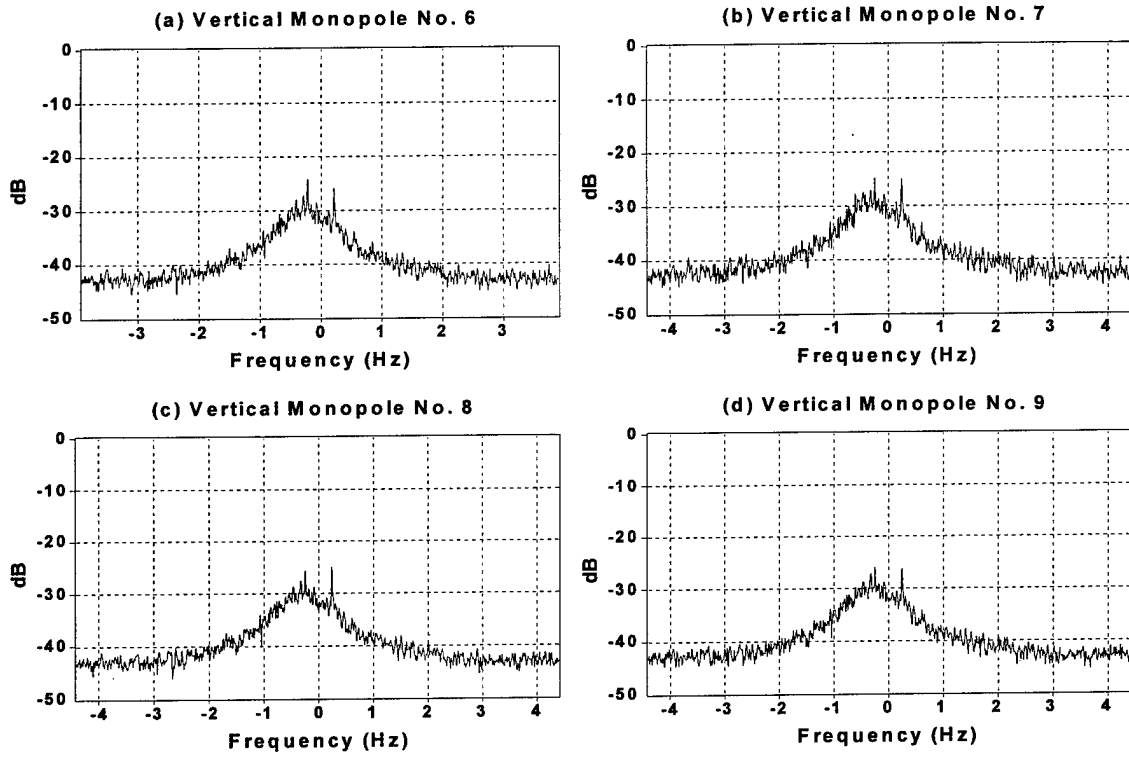 (a) Vertical Monopole No. 6
0
-10
-20
-30
-40
-50
dB
-3 -2 -1 0 1 2 3
Frequency (Hz)
(b) Vertical Monopole No. 7
0
-10
-20
-30
-40
-50
dB
-4 -3 -2 -1 0 1 2 3 4
Frequency (Hz)
(c) Vertical Monopole No. 8
0
-10
-20
-30
-40
-50
dB
-4 -3 -2 -1 0 1 2 3 4
Frequency (Hz)
(d) Vertical Monopole No. 9
0
-10
-20
-30
-40
-50
dB
-4 -3 -2 -1 0 1 2 3 4
Frequency (Hz)